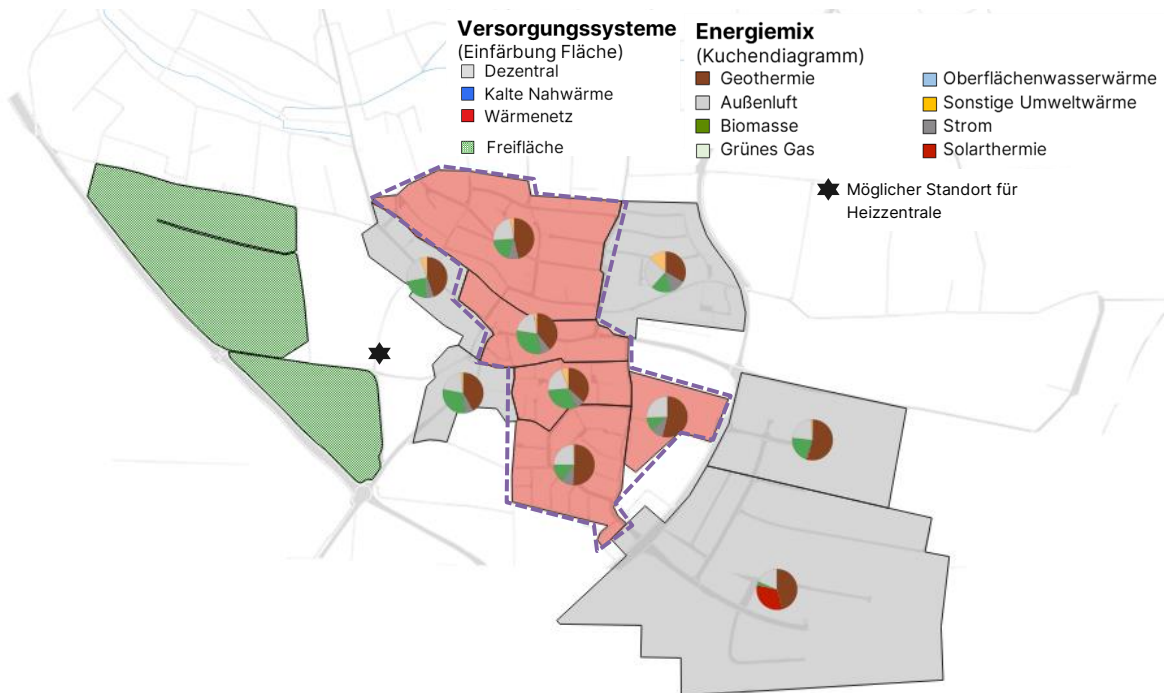 Versorgungssysteme
(Einfärbung Fläche)
Dezentral
Kalte Nahwärme
Wärmenetz
Freifläche
Energiemix
(Kuchendiagramm)
Geothermie
Außenluft
Biomasse
Grünes Gas
Oberflächenwasserwärme
Sonstige Umweltwärme
Strom
Solarthermie
Möglicher Standort für
Heizzentrale